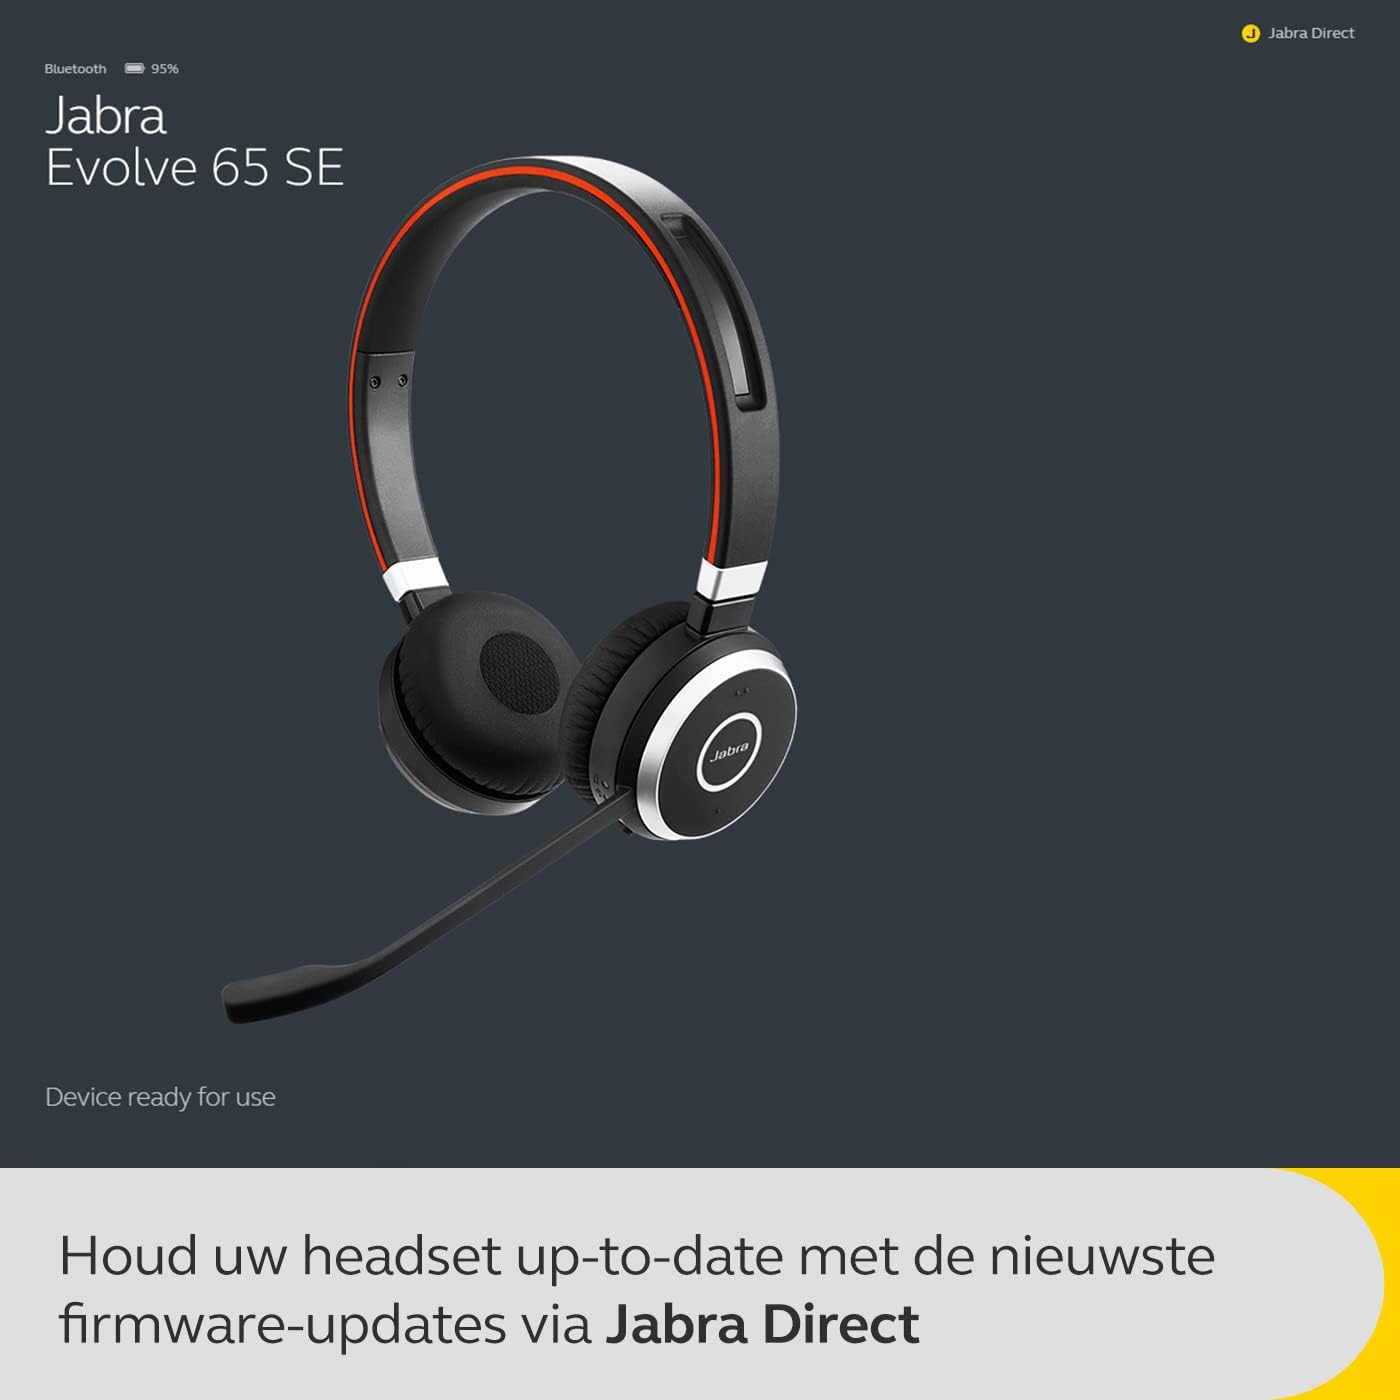 Jabra Direct
Bluetooth 95%
Jabra
Evolve 65 SE
Jabra
Device ready for use
Houd uw headset up-to-date met de nieuwste
firmware-updates via Jabra Direct